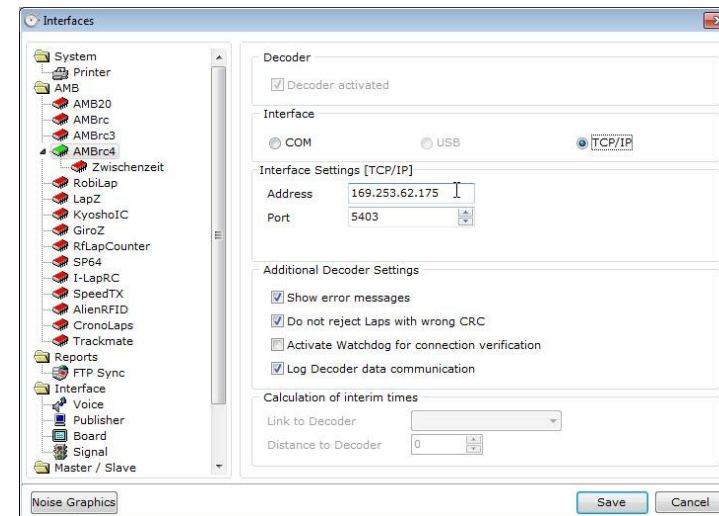 Interfaces
System
Printer
AMB
AMB20
AMBrc
AMBrc3
AMBrc4
Zwischenzeit
RobiLap
LapZ
KyoshoIC
GiroZ
RfLapCounter
SP64
I-LapRC
SpeedTX
AlienRFID
CronoLaps
Trackmate
Reports
FTP Sync
Interface
Voice
Publisher
Board
Signal
Master / Slave
Decoder
Decoder activated
Interface
COM USB TCP/IP
Interface Settings [TCP/IP]
Address 169.253.62.175
Port 5403
Additional Decoder Settings
Show error messages
Do not reject Laps with wrong CRC
Activate Watchdog for connection verification
Log Decoder data communication
Calculation of interim times
Link to Decoder
Distance to Decoder 0
Noise Graphics Save Cancel